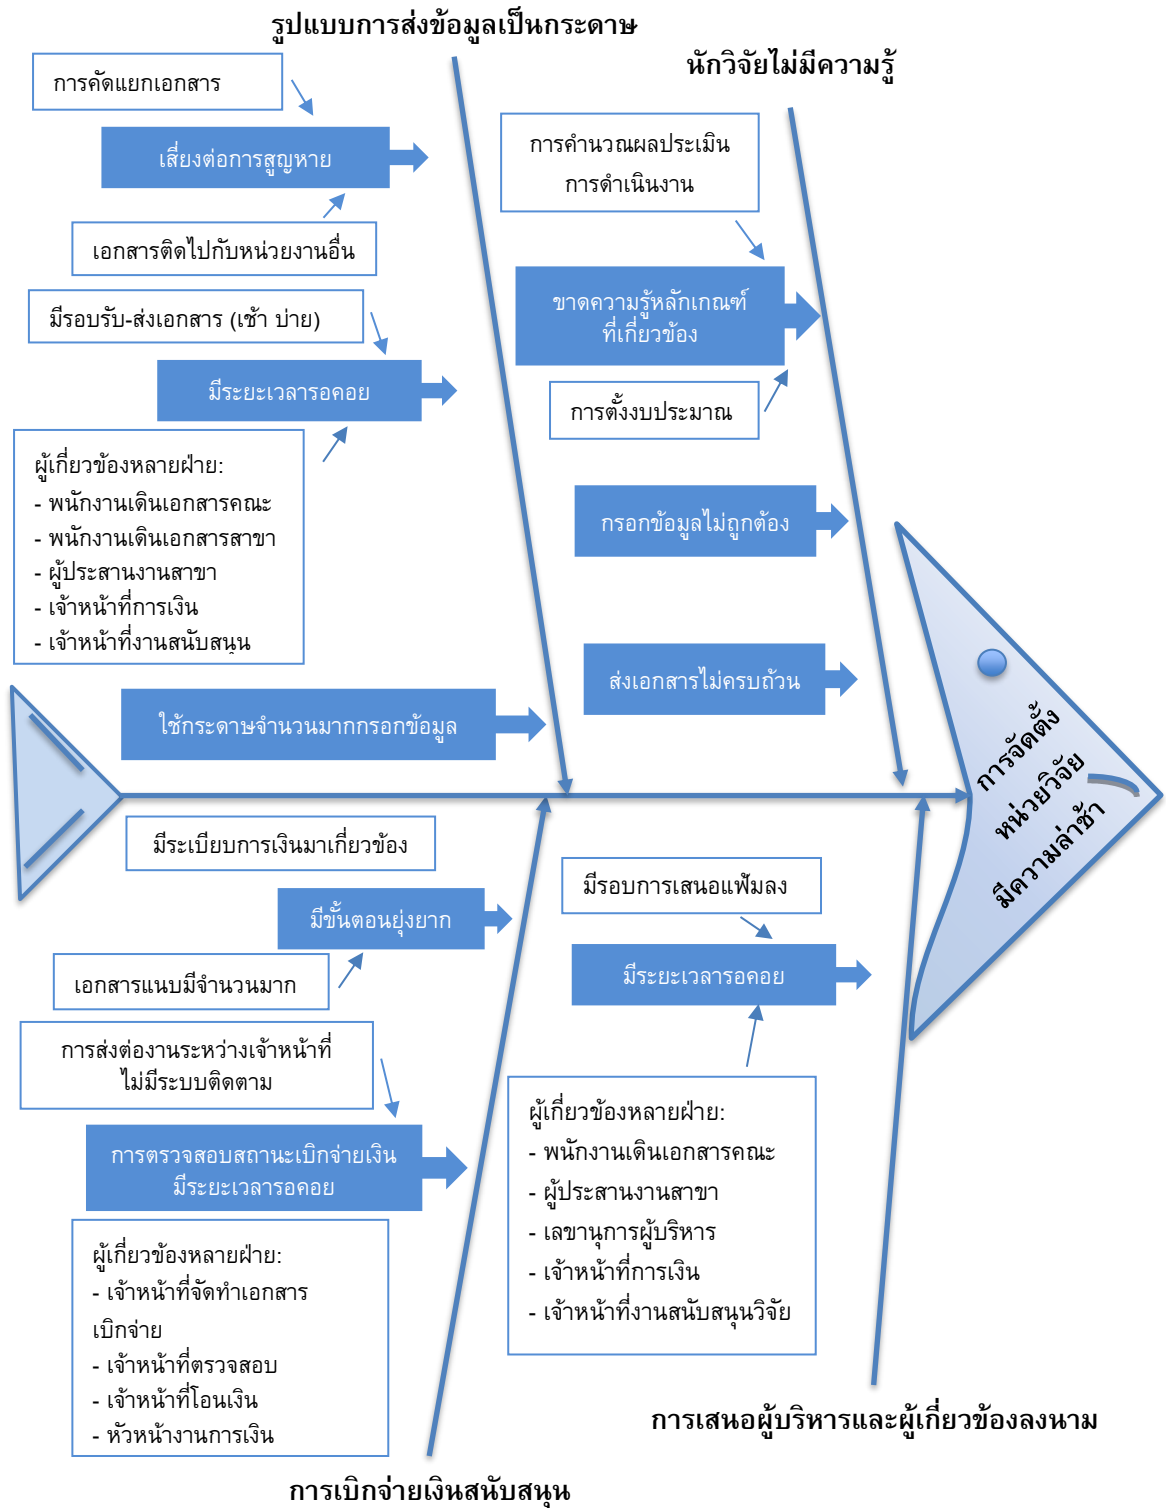 รูปแบบการส่งข้อมูลเป็นกระดาษ
การคัดแยกเอกสาร
เสี่ยงต่อการสูญหาย
เอกสารติดไปกับหน่วยงานอื่น
มีรอบรับ-ส่งเอกสาร (เช้า บ่าย)
มีระยะเวลารอคอย
ผู้เกี่ยวข้องหลายฝ่าย:
- พนักงานเดินเอกสารคณะ
- พนักงานเดินเอกสารสาขา
- ผู้ประสานงานสาขา
- เจ้าหน้าที่การเงิน
- เจ้าหน้าที่งานสนับสนุน
ใช้กระดาษจำนวนมากกรอกข้อมูล
นักวิจัยไม่มีความรู้
การคำนวณผลประเมิน
การดำเนินงาน
ขาดความรู้หลักเกณฑ์
ที่เกี่ยวข้อง
การตั้งงบประมาณ
กรอกข้อมูลไม่ถูกต้อง
ส่งเอกสารไม่ครบถ้วน
การจัดตั้ง
หน่วยวิจัย
มีความล่าช้า
มีระเบียบการเงินมาเกี่ยวข้อง
มีขั้นตอนยุ่งยาก
เอกสารแนบมีจำนวนมาก
การส่งต่องานระหว่างเจ้าหน้าที่
ไม่มีระบบติดตาม
การตรวจสอบสถานะเบิกจ่ายเงิน
มีระยะเวลารอคอย
ผู้เกี่ยวข้องหลายฝ่าย:
- เจ้าหน้าที่จัดทำเอกสาร
เบิกจ่าย
- เจ้าหน้าที่ตรวจสอบ
- เจ้าหน้าที่โอนเงิน
- หัวหน้างานการเงิน
การเบิกจ่ายเงินสนับสนุน
มีรอบการเสนอแฟ้มลง
มีระยะเวลารอคอย
ผู้เกี่ยวข้องหลายฝ่าย:
- พนักงานเดินเอกสารคณะ
- ผู้ประสานงานสาขา
- เลขานุการผู้บริหาร
- เจ้าหน้าที่การเงิน
- เจ้าหน้าที่งานสนับสนุนวิจัย
การเสนอผู้บริหารและผู้เกี่ยวข้องลงนาม